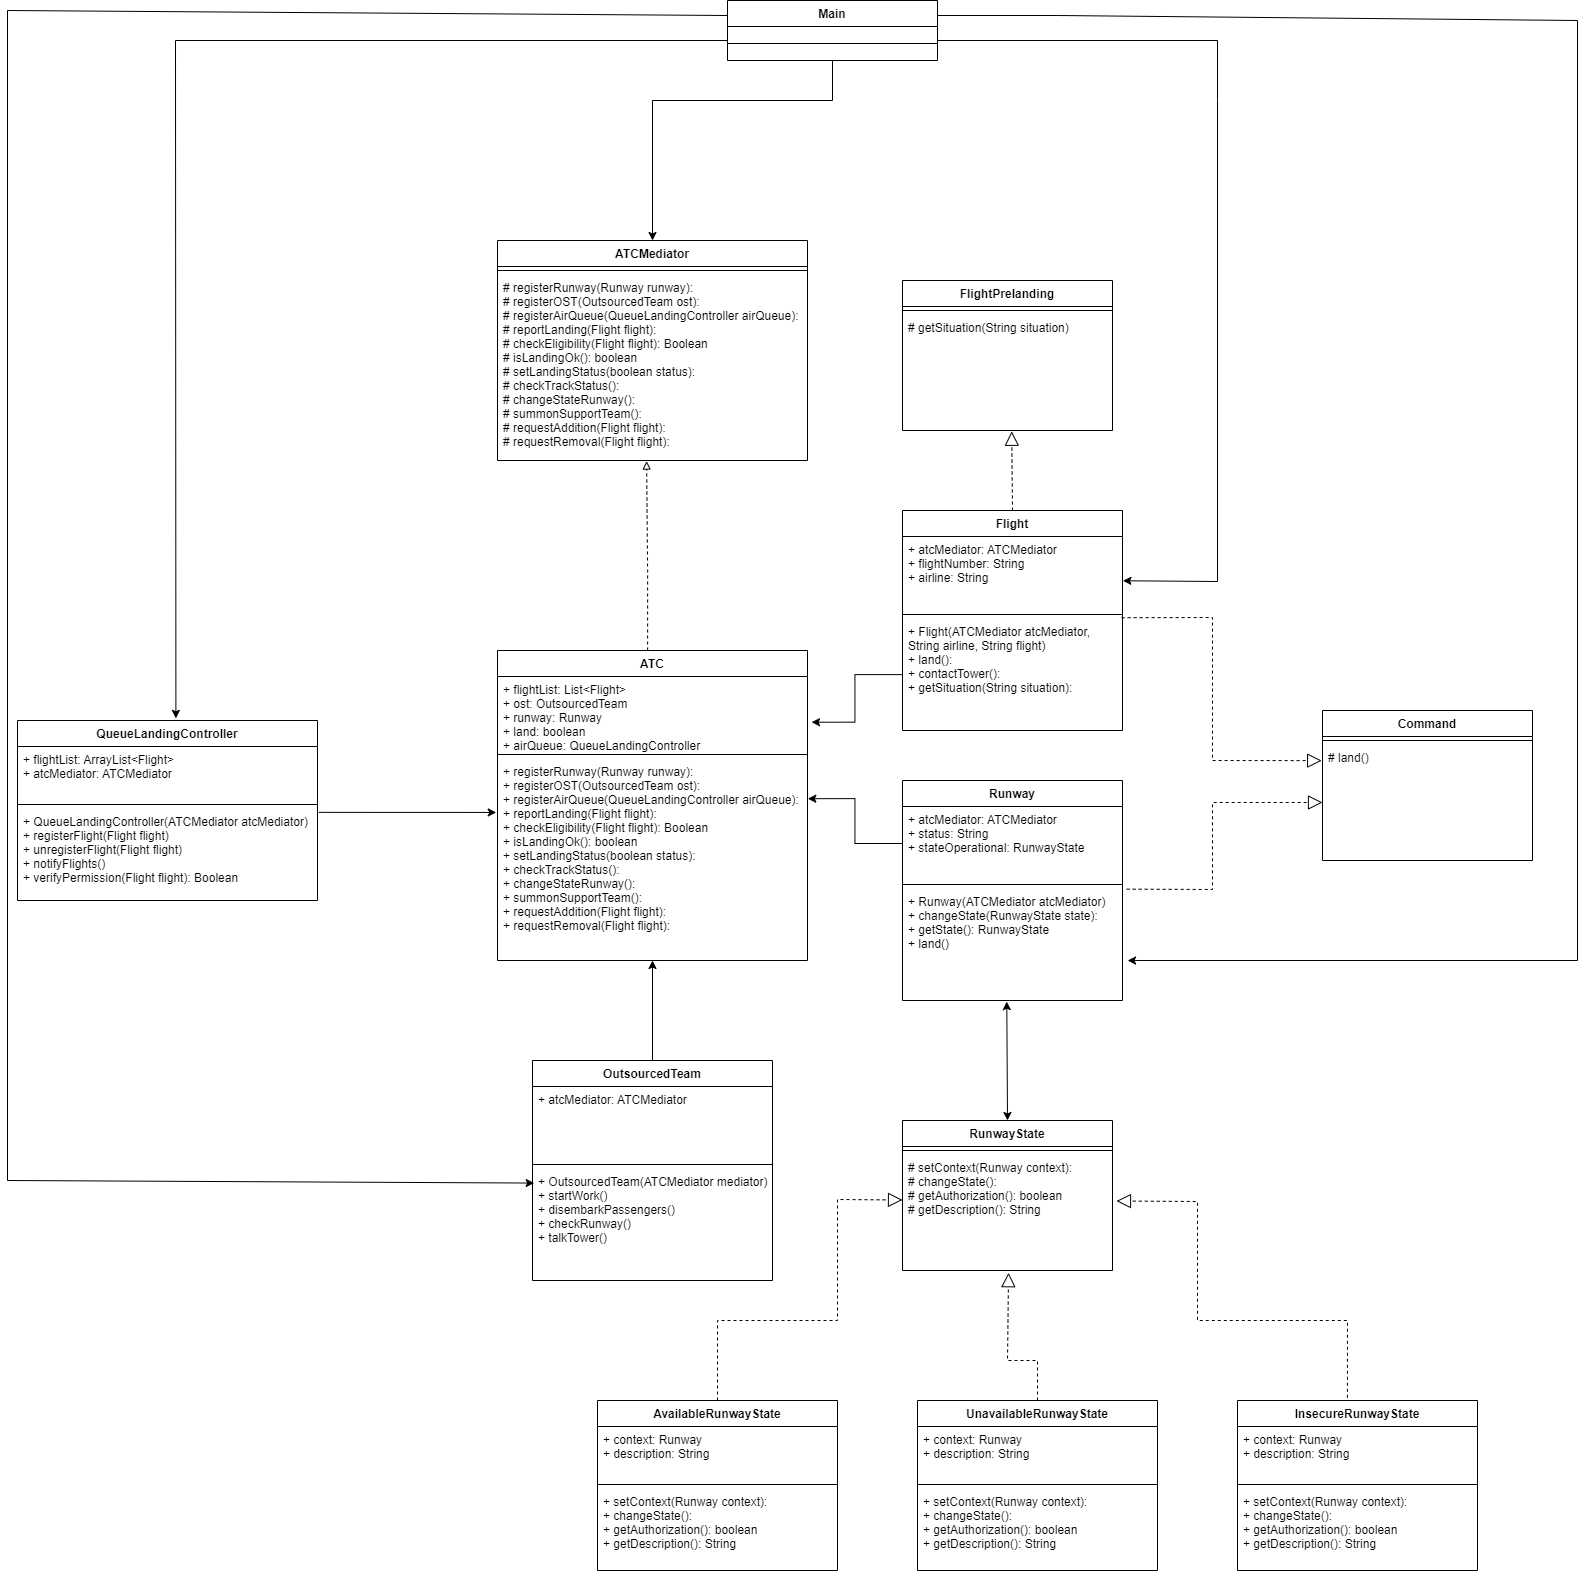 Main
ATCMediator
# registerRunway(Runway runway):
# registerOST(OutsourcedTeam ost):
# registerAirQueue(QueueLandingController airQueue):
# reportLanding(Flight flight):
# checkEligibility(Flight flight): Boolean
# isLandingOk(): boolean
# setLandingStatus(boolean status):
# checkTrackStatus():
# changeStateRunway():
# summonSupportTeam():
# requestAddition(Flight flight):
# requestRemoval(Flight flight):
FlightPrelanding
# getSituation(String situation)
Flight
+ atcMediator: ATCMediator
+ flightNumber: String
+ airline: String
+ Flight(ATCMediator atcMediator,
String airline, String flight)
+ land():
+ contactTower():
+ getSituation(String situation):
ATC
+ flightList: List<Flight>
+ ost: OutsourcedTeam
+ runway: Runway
+ land: boolean
+ airQueue: QueueLandingController
+ registerRunway(Runway runway):
+ registerOST(OutsourcedTeam ost):
+ registerAirQueue(QueueLandingController airQueue):
+ reportLanding(Flight flight):
+ checkEligibility(Flight flight): Boolean
+ isLandingOk(): boolean
+ setLandingStatus(boolean status):
+ checkTrackStatus():
+ changeStateRunway():
+ summonSupportTeam():
+ requestAddition(Flight flight):
+ requestRemoval(Flight flight):
QueueLandingController
+ flightList: ArrayList<Flight>
+ atcMediator: ATCMediator
+ QueueLandingController(ATCMediator atcMediator)
+ registerFlight(Flight flight)
+ unregisterFlight(Flight flight)
+ notifyFlights()
+ verifyPermission(Flight flight): Boolean
Command
# land()
Runway
+ atcMediator: ATCMediator
+ status: String
+ stateOperational: RunwayState
+ Runway(ATCMediator atcMediator)
+ changeState(RunwayState state):
+ getState(): RunwayState
+ land()
OutsourcedTeam
+ atcMediator: ATCMediator
+ OutsourcedTeam(ATCMediator mediator)
+ startWork()
+ disembarkPassengers()
+ checkRunway()
+ talkTower()
RunwayState
# setContext(Runway context):
# changeState():
# getAuthorization(): boolean
# getDescription(): String
AvailableRunwayState
+ context: Runway
+ description: String
+ setContext(Runway context):
+ changeState():
+ getAuthorization(): boolean
+ getDescription(): String
UnavailableRunwayState
+ context: Runway
+ description: String
+ setContext(Runway context):
+ changeState():
+ getAuthorization(): boolean
+ getDescription(): String
InsecureRunwayState
+ context: Runway
+ description: String
+ setContext(Runway context):
+ changeState():
+ getAuthorization(): boolean
+ getDescription(): String